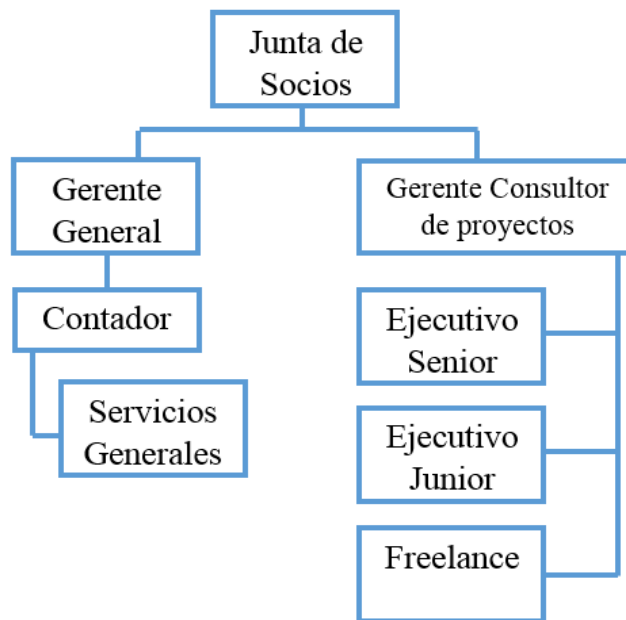 Junta de
Socios
Gerente
General
Gerente Consultor
de proyectos
Contador
Servicios
Generales
Ejecutivo
Senior
Ejecutivo
Junior
Freelance